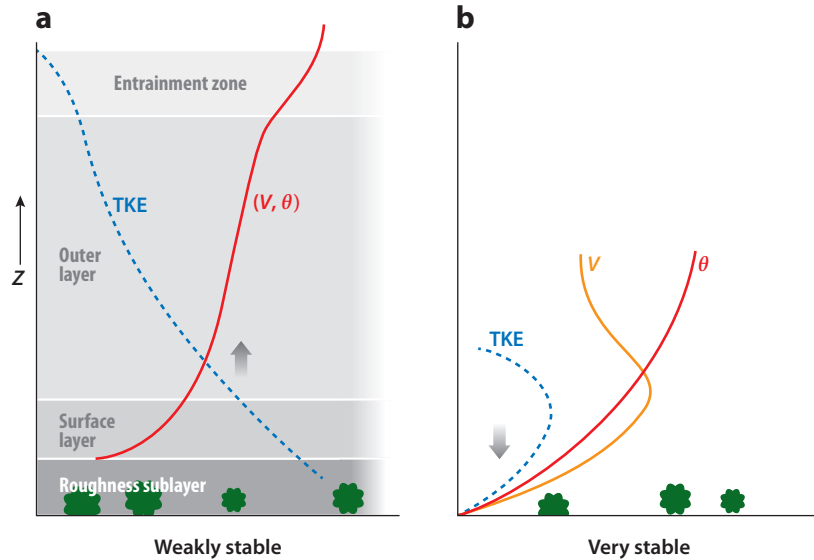 a
Entrainment zone
TKE
(V, θ)
Outer
layer
Z
Surface
layer
Roughness sublayer
Weakly stable
b
V
θ
TKE
Very stable